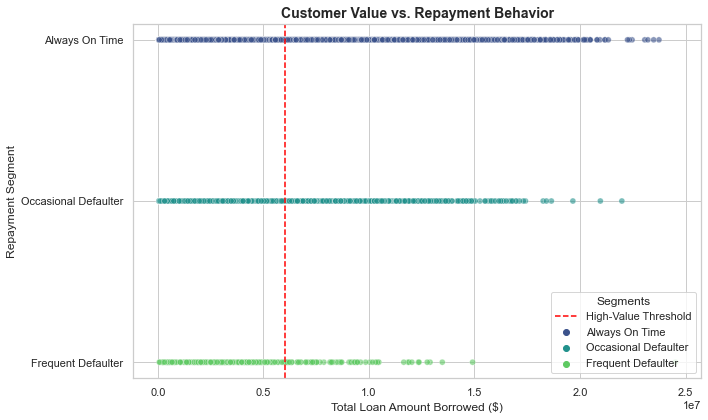 Customer Value vs. Repayment Behavior
Always On Time
Occasional Defaulter
Frequent Defaulter
Repayment Segment
Segments
High-Value Threshold
Always On Time
Occasional Defaulter
Frequent Defaulter
0.0 0.5 1.0 1.5 2.0 2.5
1e7
Total Loan Amount Borrowed ($)